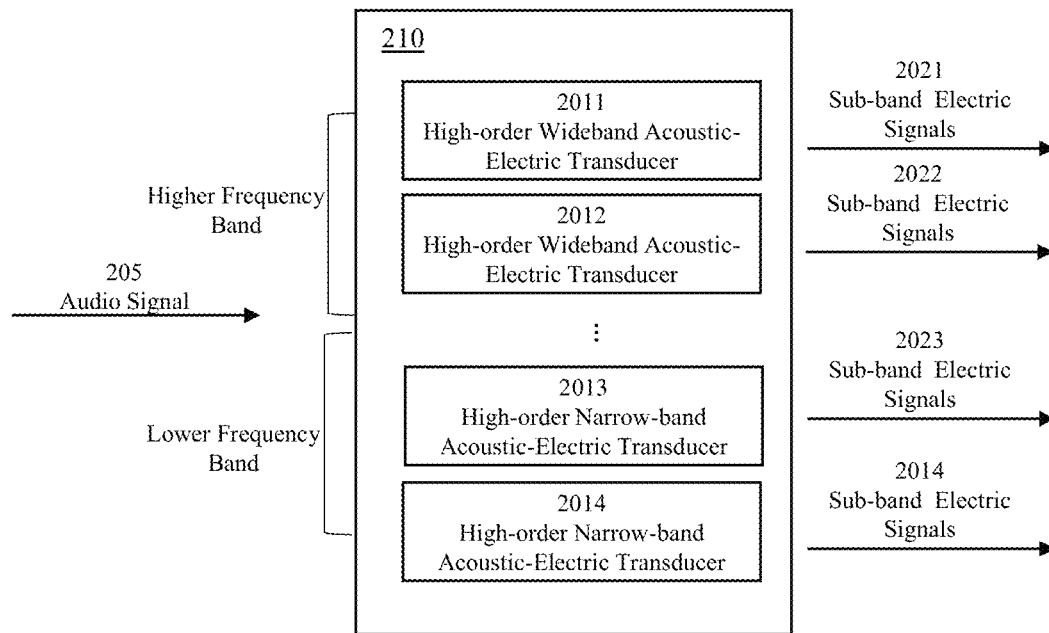 210
2011
High-order Wideband Acoustic-
Electric Transducer
2012
High-order Wideband Acoustic-
Electric Transducer
⋮
2013
High-order Narrow-band
Acoustic-Electric Transducer
2014
High-order Narrow-band
Acoustic-Electric Transducer
Higher Frequency
Band
205
Audio Signal
Lower Frequency
Band
2021
Sub-band Electric
Signals
2022
Sub-band Electric
Signals
2023
Sub-band Electric
Signals
2014
Sub-band Electric
Signals